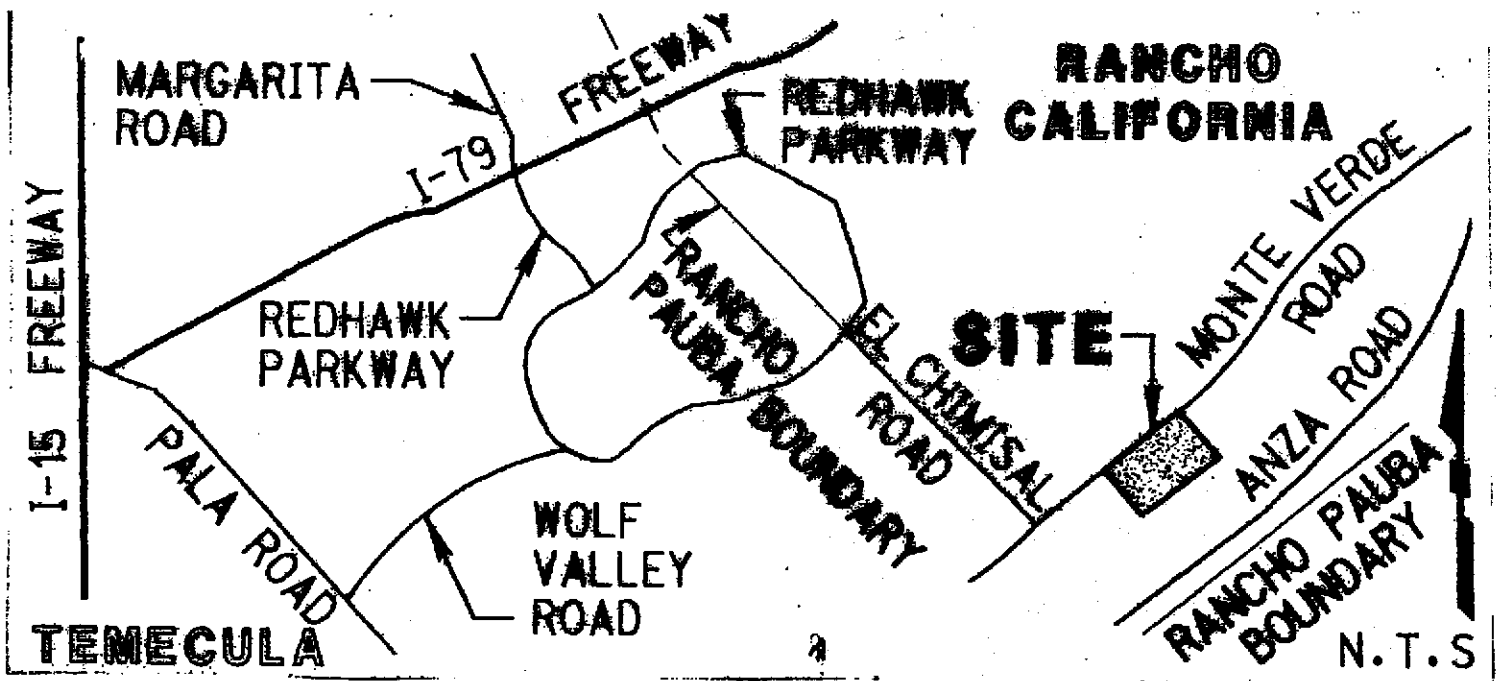 MARGARITA
ROAD
FREEWAY
I-79
REDHAWK
PARKWAY
RANCHO
CALIFORNIA
I-15 FREEWAY
REDHAWK
PARKWAY
RANCHO
PAUBA BOUNDARY
EL CHIMISAL
ROAD
SITE
MONTE VERDE
ROAD
ANZA ROAD
RANCHO PAUBA
BOUNDARY
PALA ROAD
WOLF
VALLEY
ROAD
TEMECULA
N.T.S